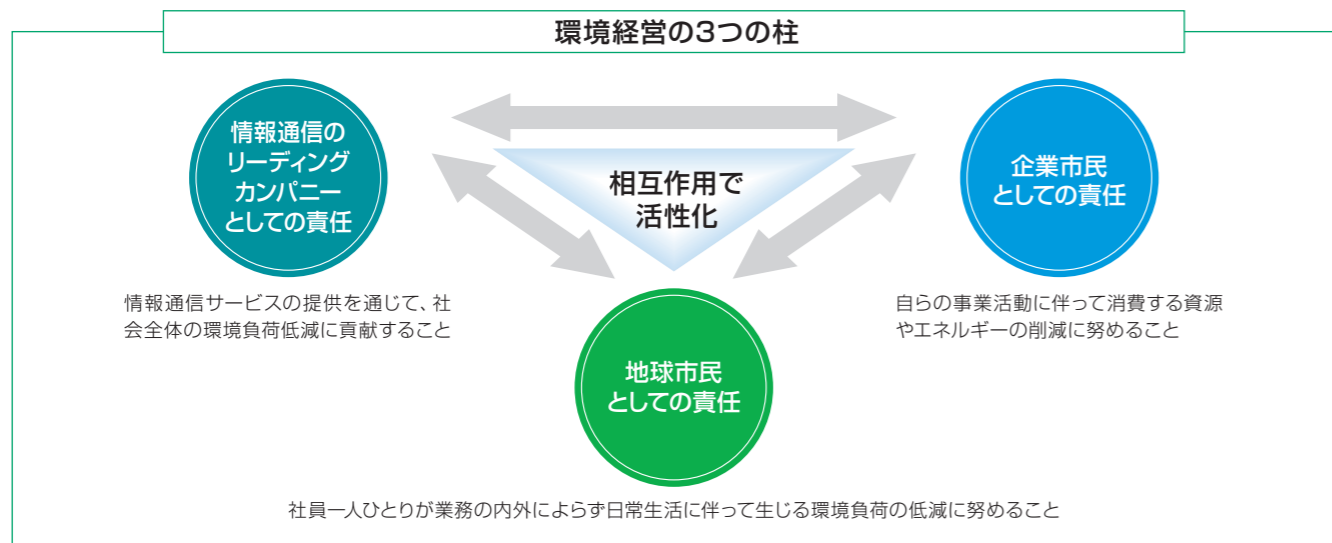 環境経営の3つの柱
情報通信の
リーディング
カンパニー
としての責任
相互作用で
活性化
企業市民
としての責任
情報通信サービスの提供を通じて、社
会全体の環境負荷低減に貢献すること
自らの事業活動に伴って消費する資源
やエネルギーの削減に努めること
地球市民
としての責任
社員一人ひとりが業務の内外によらず日常生活に伴って生じる環境負荷の低減に努めること